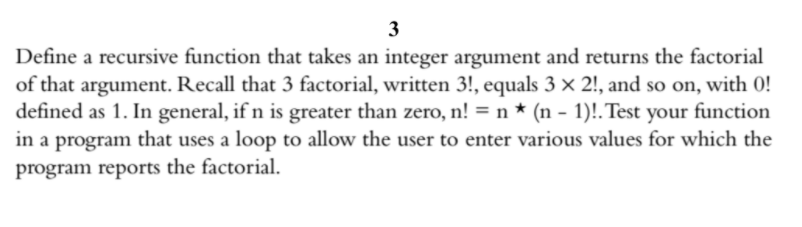 3
Define a recursive function that takes an integer argument and returns the factorial
of that argument. Recall that 3 factorial, written 3!, equals 3 × 2!, and so on, with 0!
defined as 1. In general, if n is greater than zero, n! = n * (n - 1)!. Test your function
in a program that uses a loop to allow the user to enter various values for which the
program reports the factorial.